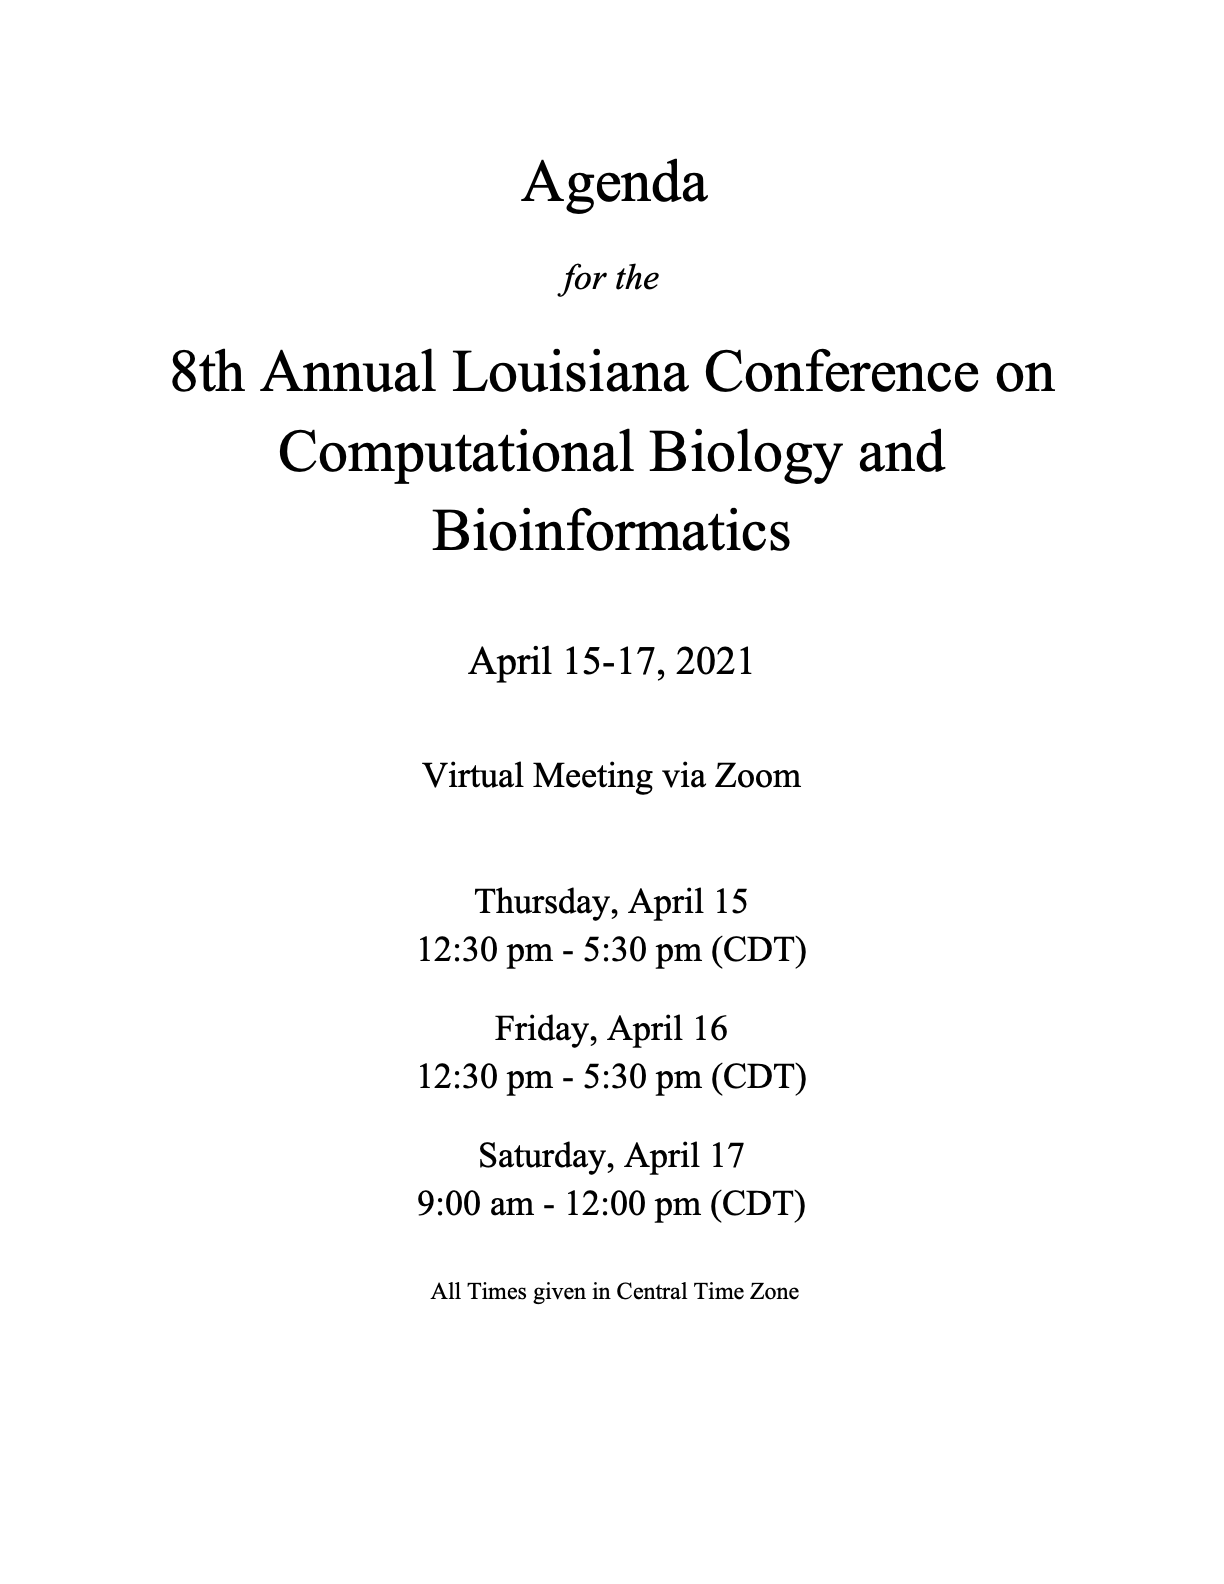 Agenda
for the
8th Annual Louisiana Conference on
Computational Biology and
Bioinformatics
April 15-17, 2021
Virtual Meeting via Zoom
Thursday, April 15
12:30 pm - 5:30 pm (CDT)
Friday, April 16
12:30 pm - 5:30 pm (CDT)
Saturday, April 17
9:00 am - 12:00 pm (CDT)
All Times given in Central Time Zone